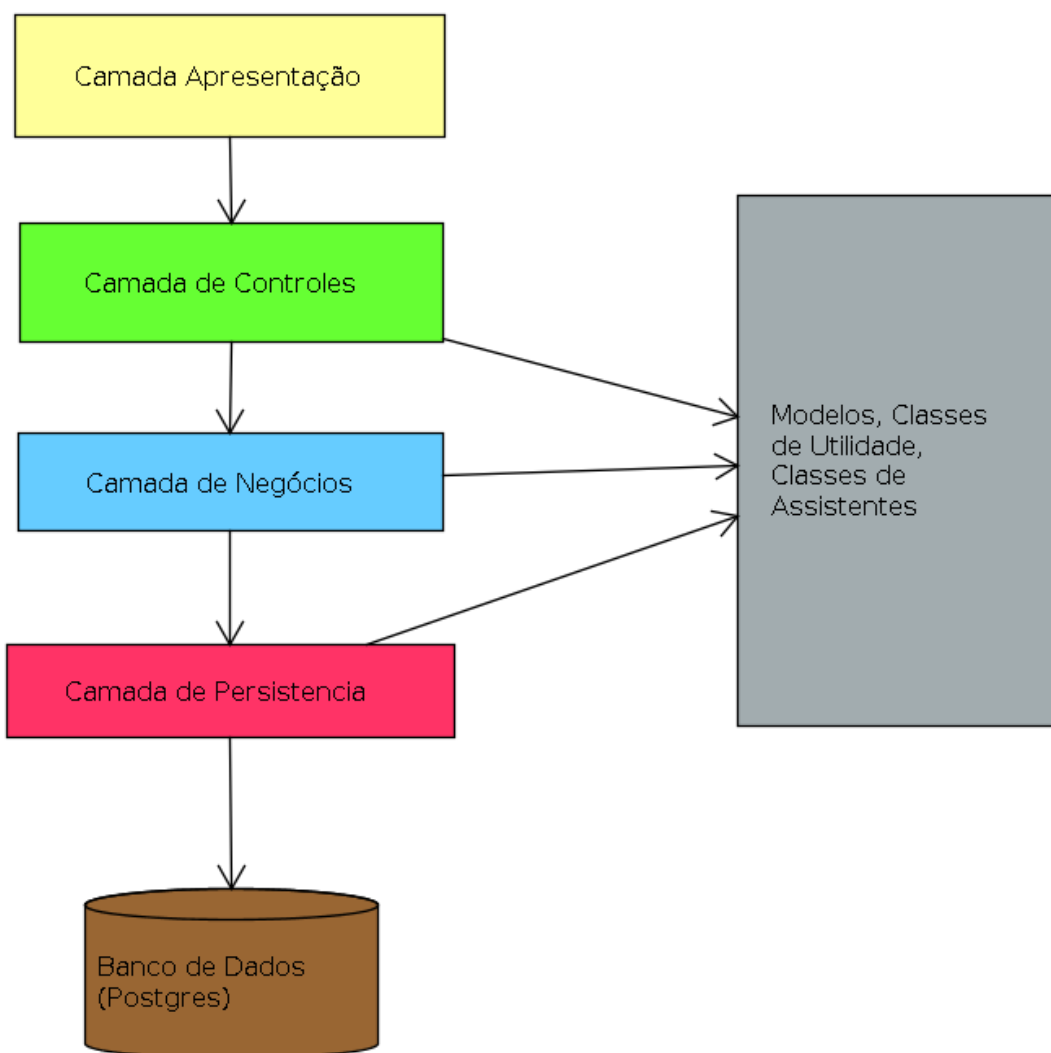 Camada Apresentação
Camada de Controles
Modelos, Classes
de Utilidade,
Classes de
Assistentes
Camada de Negócios
Camada de Persistencia
Banco de Dados
(Postgres)